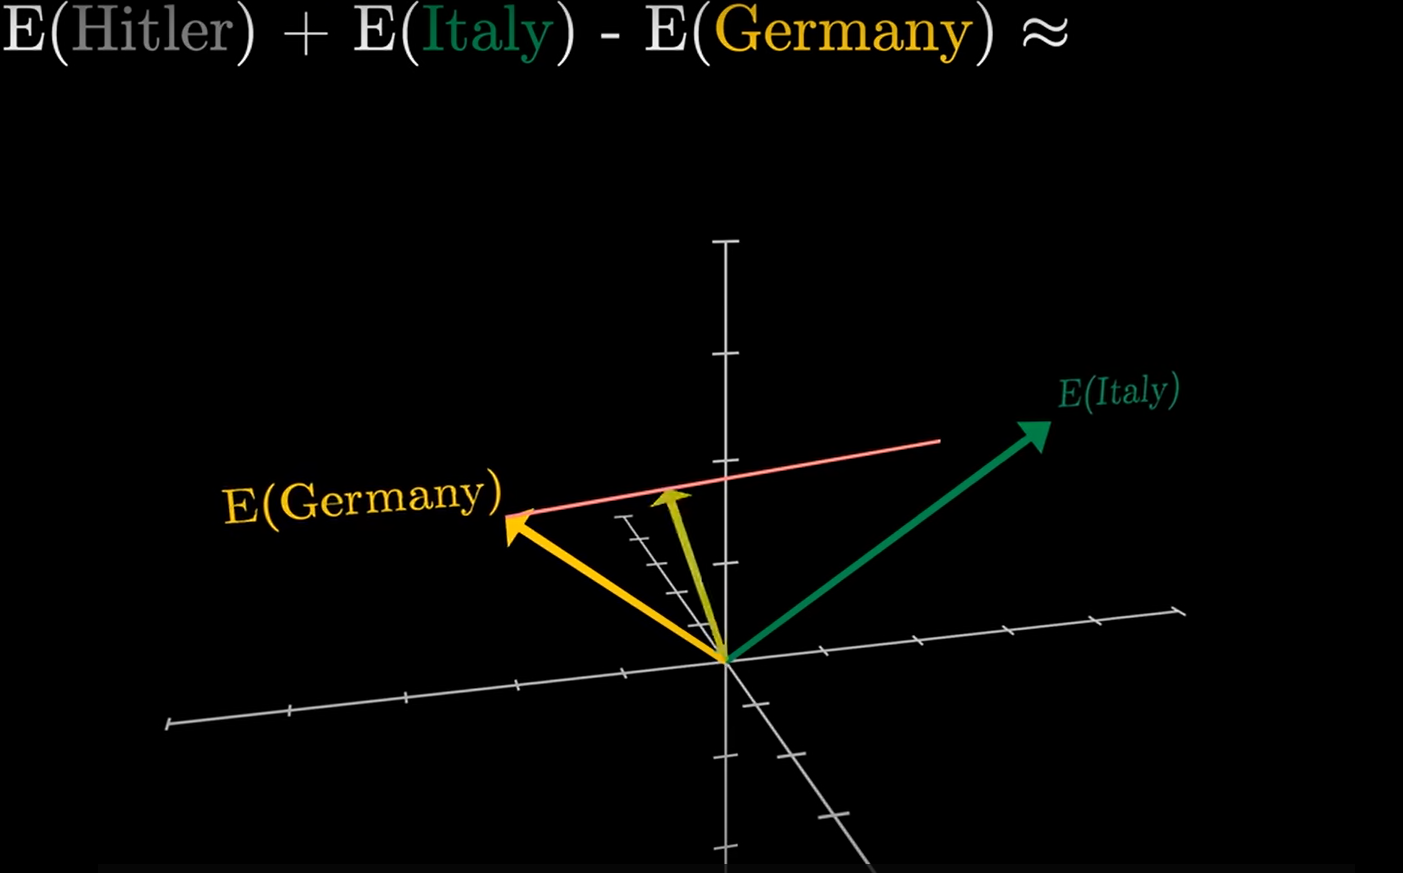 E(Hitler) + E(Italy) - E(Germany) ≈
E(Italy)
E(Germany)